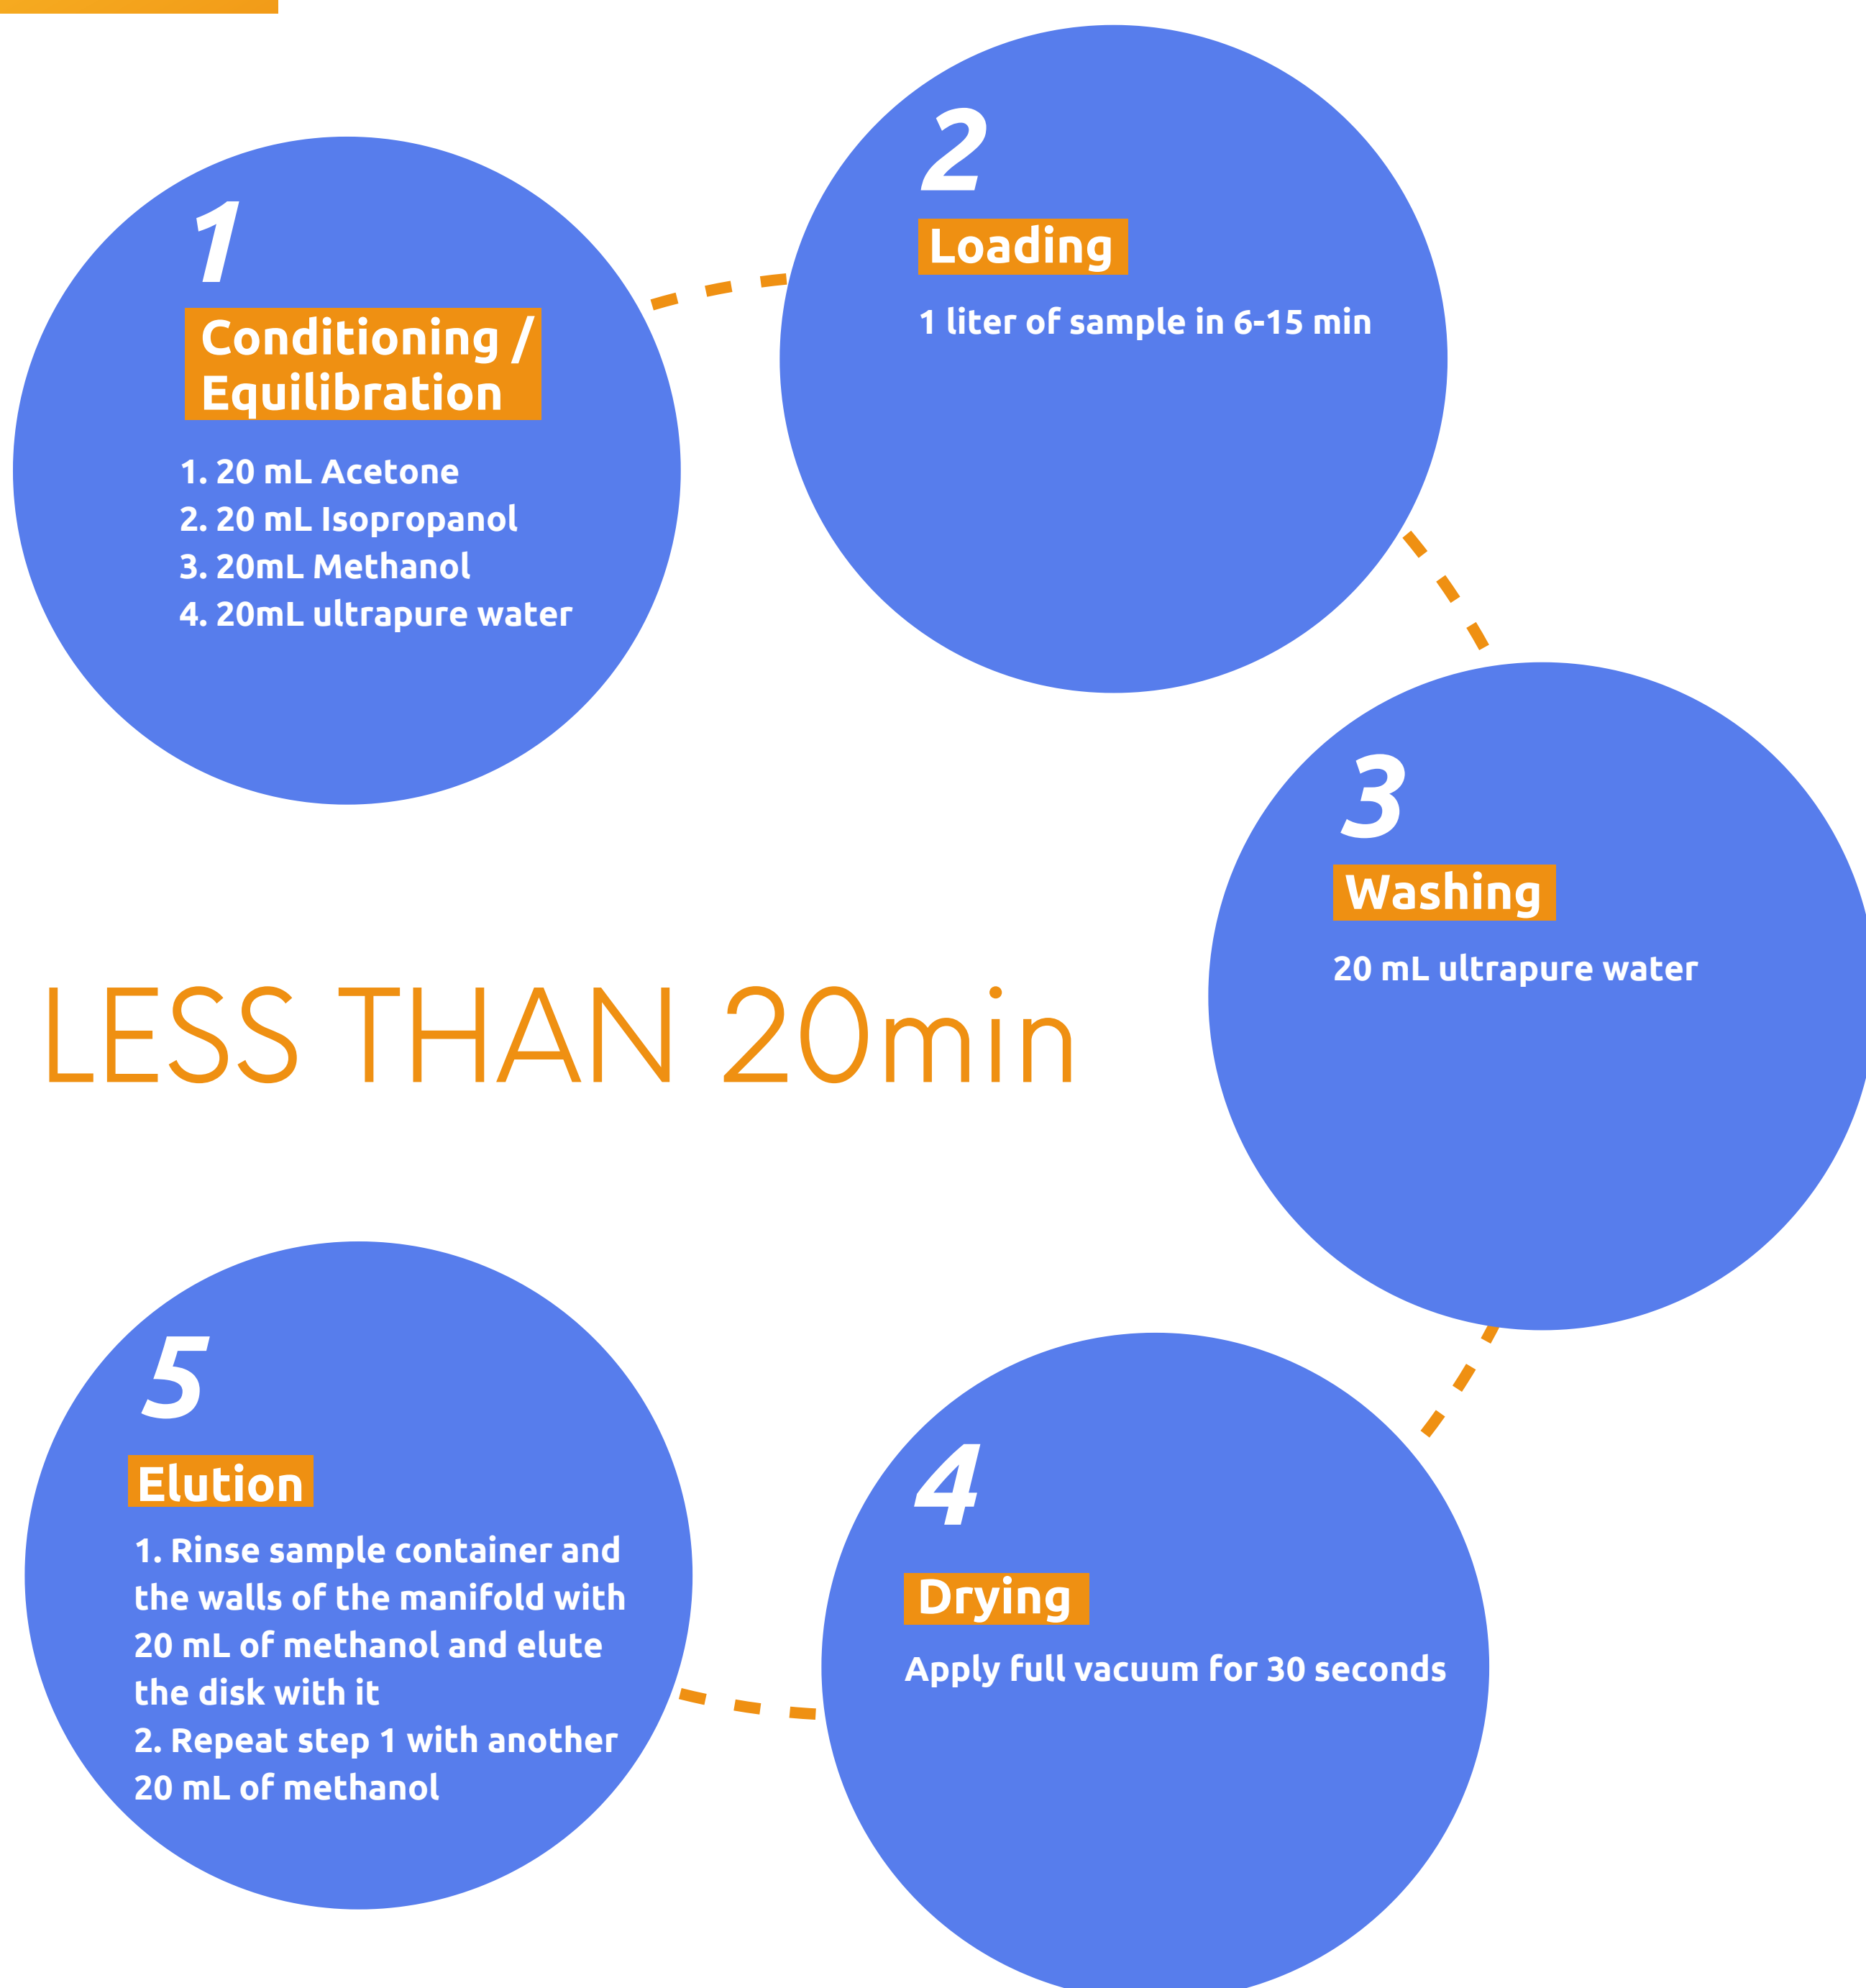 1
Conditioning /
Equilibration
1. 20 mL Acetone
2. 20 mL Isopropanol
3. 20mL Methanol
4. 20mL ultrapure water
2
Loading
1 liter of sample in 6-15 min
3
Washing
20 mL ultrapure water
LESS THAN 20min
4
Drying
Apply full vacuum for 30 seconds
5
Elution
1. Rinse sample container and
the walls of the manifold with
20 mL of methanol and elute
the disk with it
2. Repeat step 1 with another
20 mL of methanol